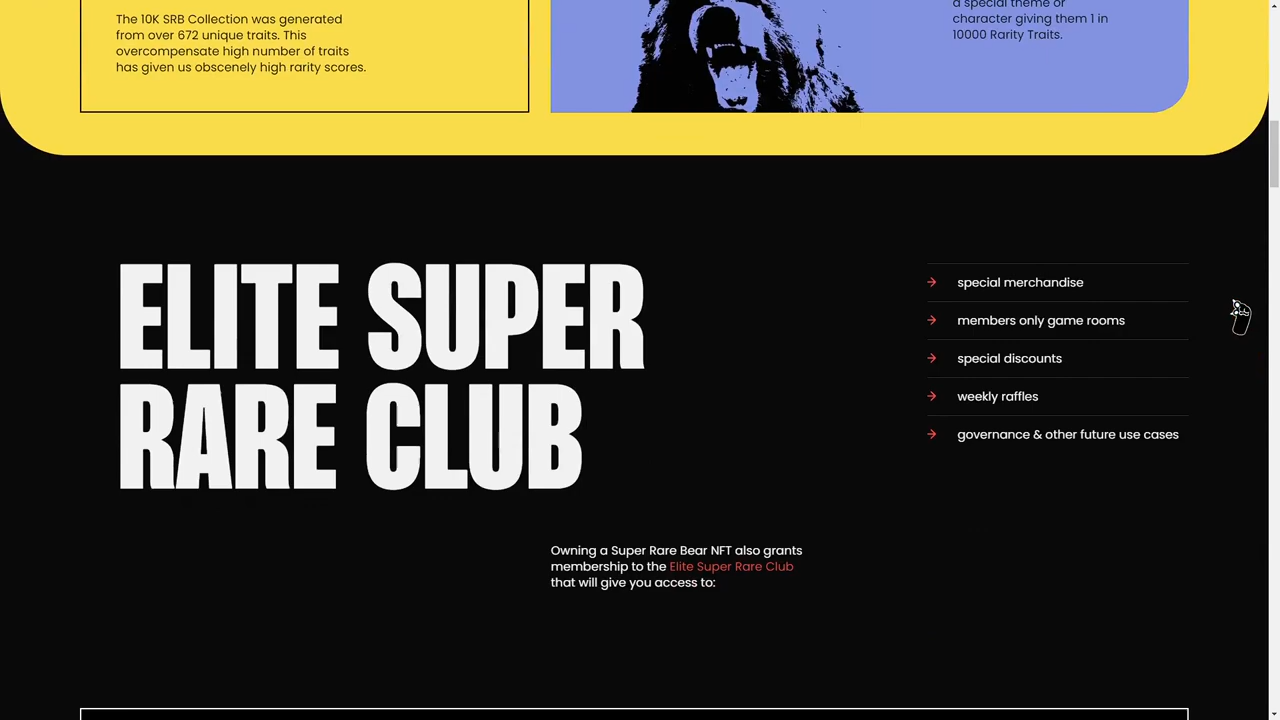 The 10K SRB Collection was generated
from over 672 unique traits. This
overcompensate high number of traits
has given us obscenely high rarity scores.
a special theme or
character giving them 1 in
10000 Rarity Traits.
ELITE SUPER
RARE CLUB
special merchandise
members only game rooms
special discounts
weekly raffles
governance & other future use cases
Owning a Super Rare Bear NFT also grants
membership to the Elite Super Rare Club
that will give you access to: